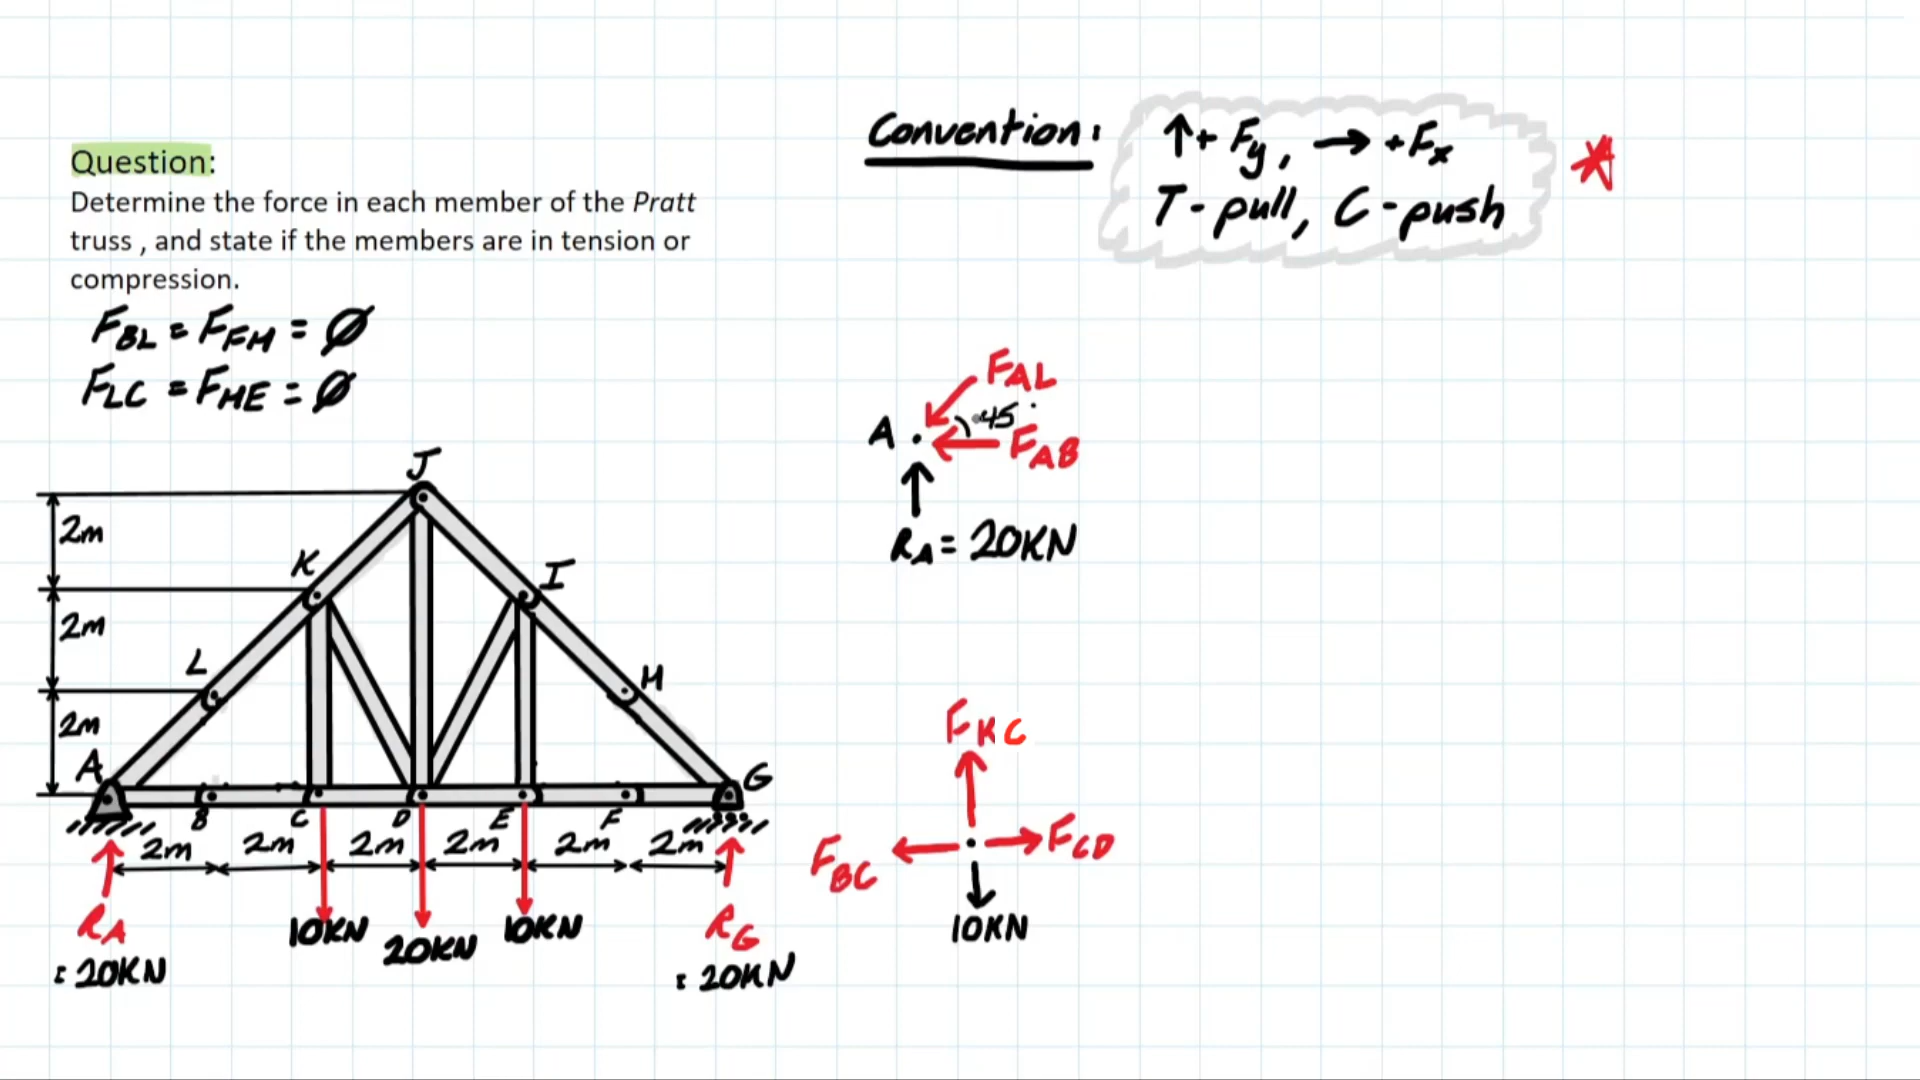 Convention:
↑+ Fy, → +Fx
T - pull, C - push
Question:
Determine the force in each member of the Pratt
truss , and state if the members are in tension or
compression.
FBL = FFM = Ø
FLC = FHE = Ø
FAL
45°
A
FAB
RA = 20KN
J
2m
K
I
2m
L
H
2m
A
G
B
C
D
E
F
2m
2m
2m
2m
2m
2m
RA
= 20KN
10KN
20KN
10KN
RG
= 20KN
FKC
FBC
FCD
10KN